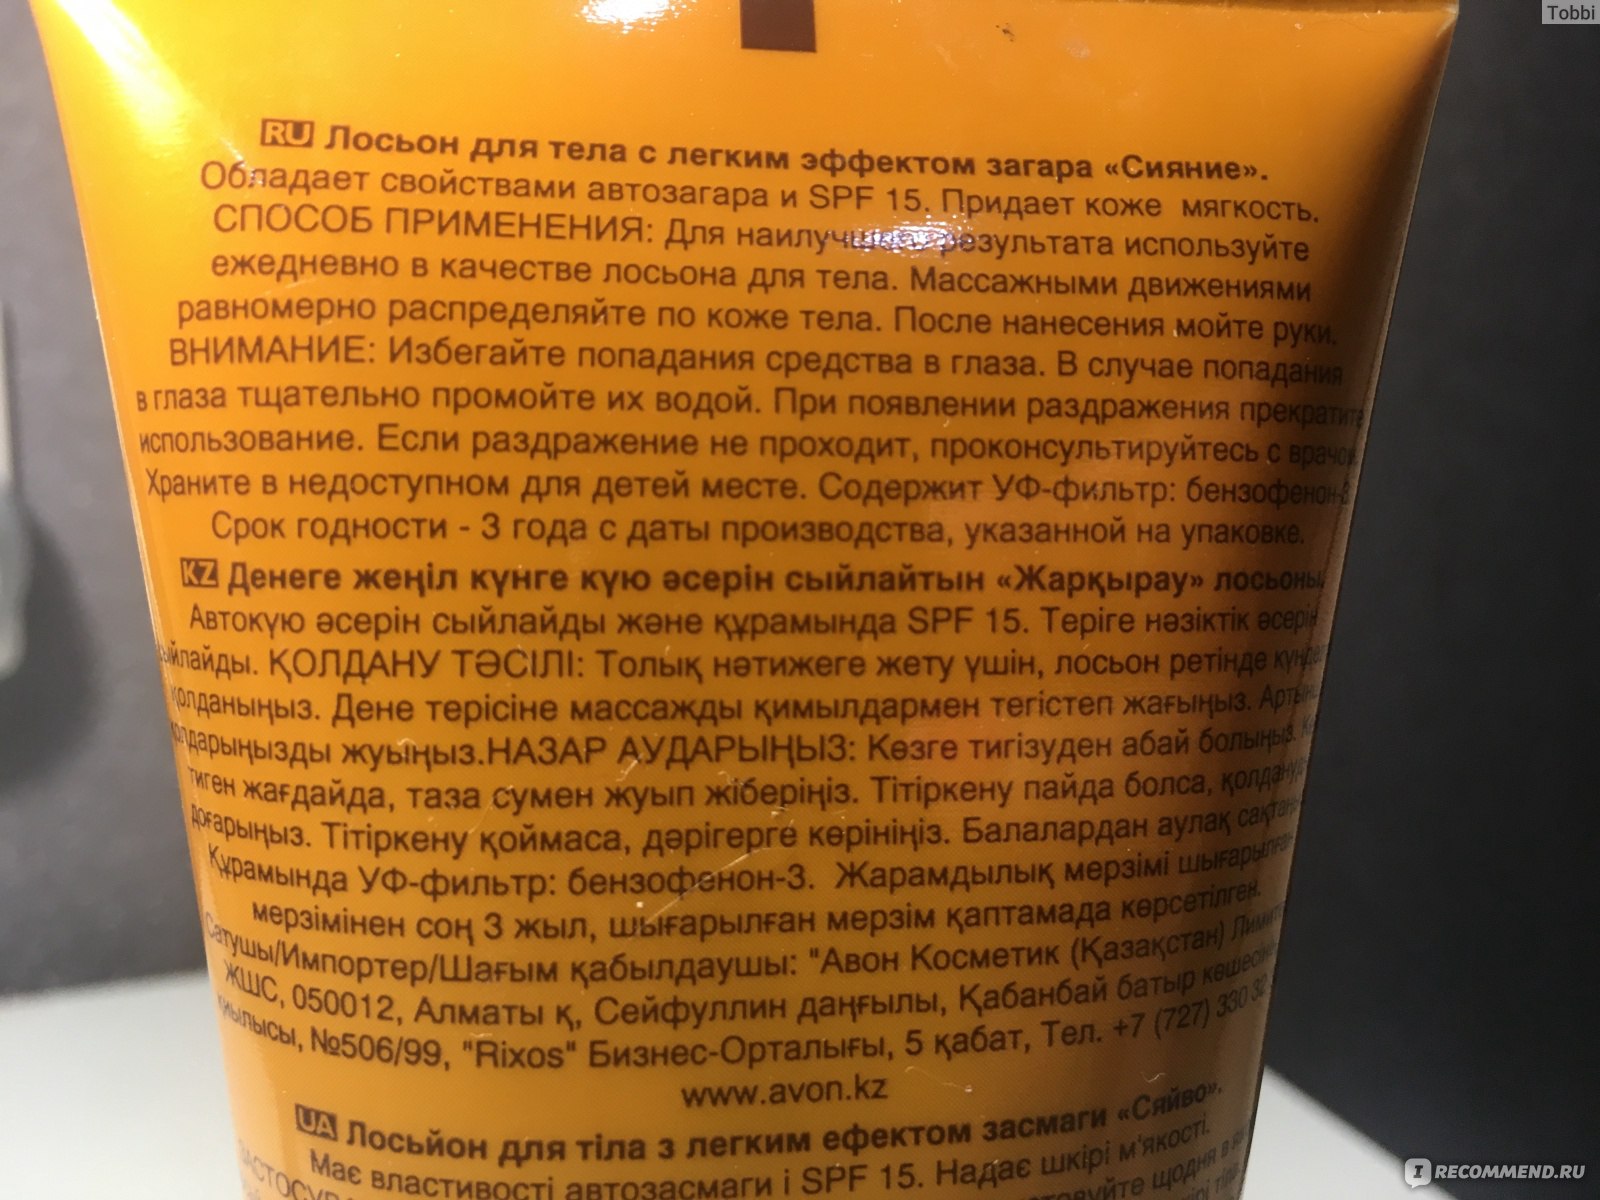 Tobbi
RU Лосьон для тела с легким эффектом загара «Сияние».
Обладает свойствами автозагара и SPF 15. Придает коже мягкость.
СПОСОБ ПРИМЕНЕНИЯ: Для результата используйте
ежедневно в качестве лосьона для тела. Массажными движениями
равномерно распределяйте по коже тела. После нанесения мойте руки.
ВНИМАНИЕ: Избегайте попадания средства в глаза. В случае попадания
в глаза тщательно промойте их водой. При появлении раздражения прекратите
использование. Если раздражение не проходит, проконсультируйтесь с
Храните в недоступном для детей месте. Содержит УФ-фильтр: бензофенон-3
Срок годности - 3 года с даты производства, указанной на упаковке.
KZ Денеге жеңіл күнге күю әсерін сыйлайтын «Жарқырау» лосьоны.
Автокүю әсерін сыйлайды және құрамында SPF 15. Теріге нәзіктік әсерін
сыйлайды. ҚОЛДАНУ ТӘСІЛІ: Толық нәтижеге жету үшін, лосьон ретінде
қолданыңыз. Дене терісіне массажды қимылдармен тегістеп жағыңыз.
қолдарыңызды жуыңыз.НАЗАР АУДАРЫҢЫЗ: Көзге тигізуден абай болыңыз.
тиген жағдайда, таза сумен жуып жіберіңіз. Тітіркену пайда болса,
доғарыңыз. Тітіркену қоймаса, дәрігерге көрініңіз. Балалардан аулақ
Құрамында УФ-фильтр: бензофенон-3. Жарамдылық мерзімі шығарылған
мерзімінен соң 3 жыл, шығарылған мерзім қаптамада көрсетілген.
Сатушы/Импортер/Шағым қабылдаушы: "Авон Косметик (Қазақстан)
ЖШС, 050012, Алматы қ, Сейфуллин даңғылы, Қабанбай батыр
қиылысы, №506/99, "Rixos" Бизнес-Орталығы, 5 қабат, Тел. +7 (727) 330 32
www.avon.kz
UA Лосьйон для тіла з легким ефектом засмаги «Сяйво».
Має властивості автозасмаги і SPF 15. Надає шкірі м'якості.
щодня в
IRECOMMEND.RU